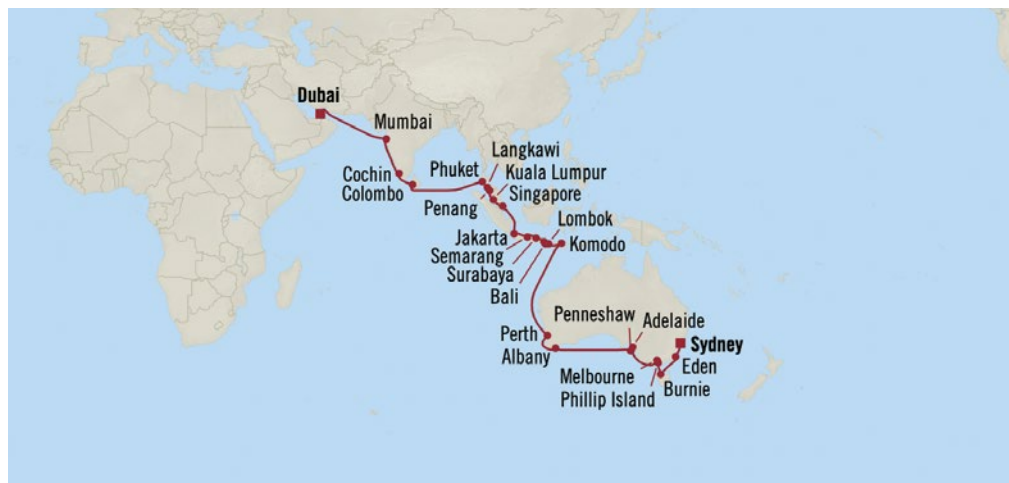 Dubai
Mumbai
Cochin
Colombo
Phuket
Langkawi
Kuala Lumpur
Singapore
Penang
Lombok
Jakarta
Komodo
Semarang
Surabaya
Bali
Penneshaw
Adelaide
Perth
Albany
Sydney
Eden
Melbourne
Burnie
Phillip Island